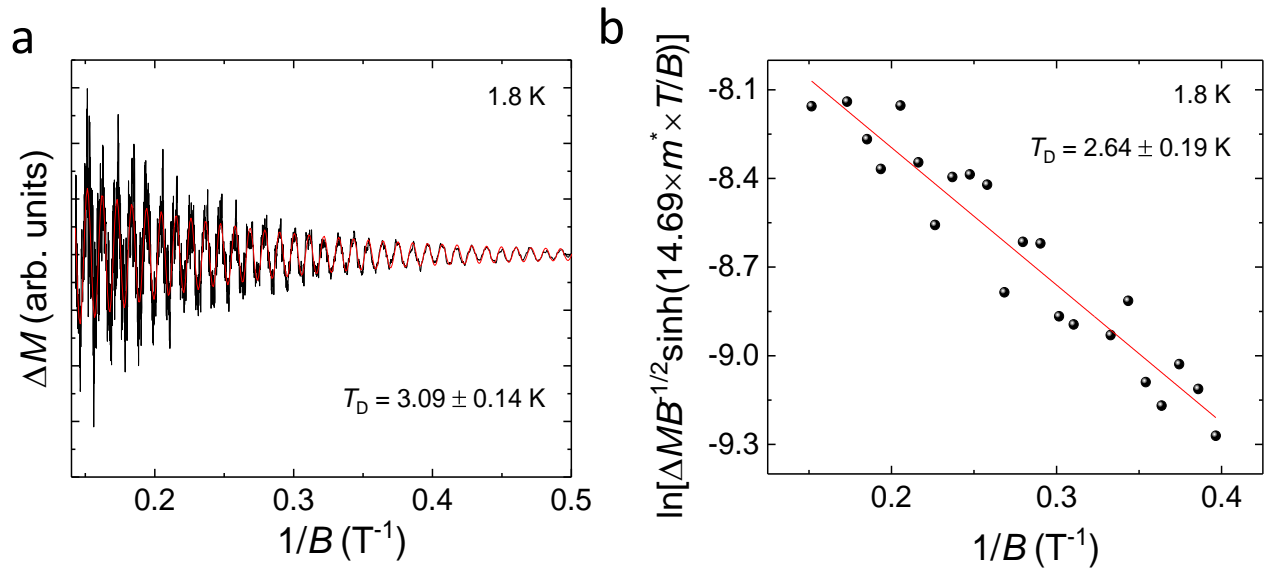 a
ΔM (arb. units)
1.8 K
T_D = 3.09 ± 0.14 K
0.2 0.3 0.4 0.5
1/B (T⁻¹)
b
ln[ΔMB⁻¹/²sinh(14.69×m*×T/B)]
-8.1
-8.4
-8.7
-9.0
-9.3
1.8 K
T_D = 2.64 ± 0.19 K
0.2 0.3 0.4
1/B (T⁻¹)